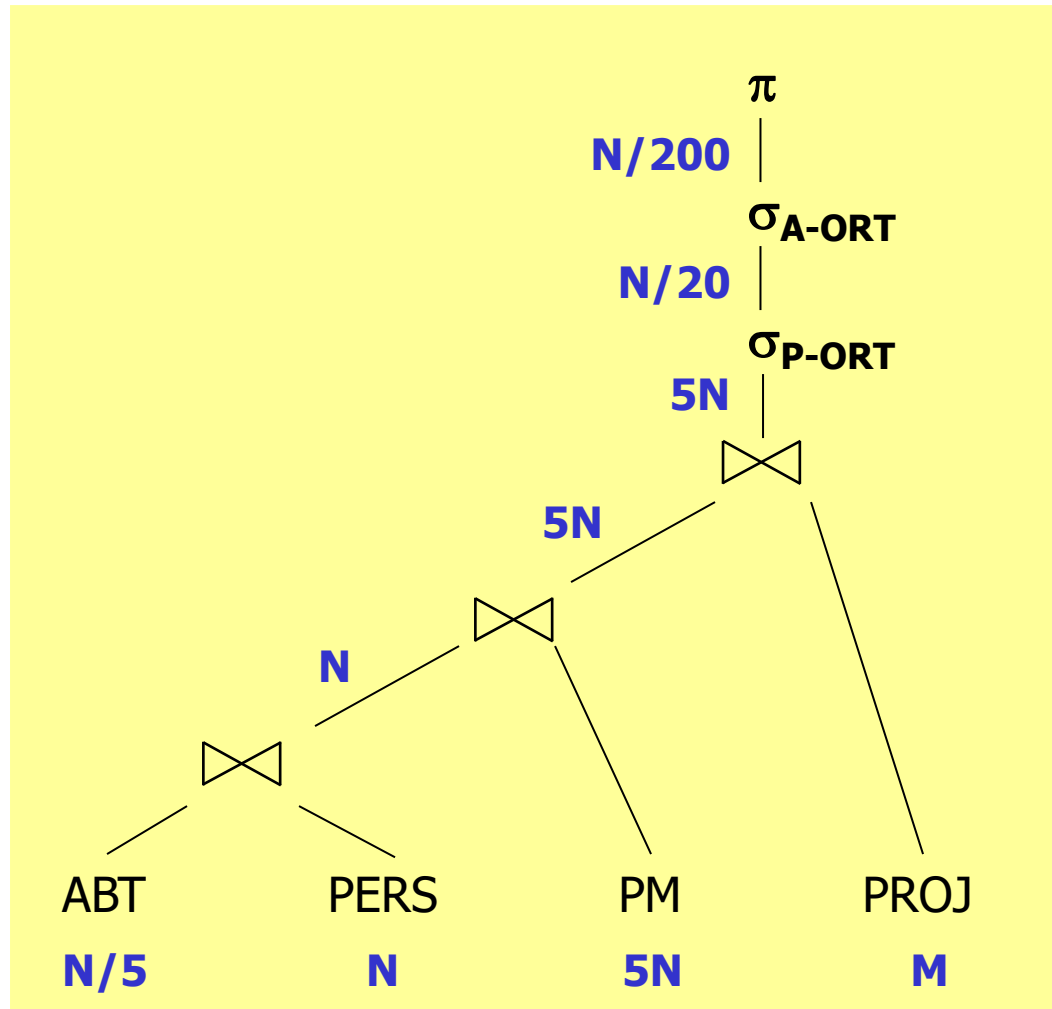 π
N/200
σA-ORT
N/20
σP-ORT
5N
5N
N
ABT PERS PM PROJ
N/5 N 5N M